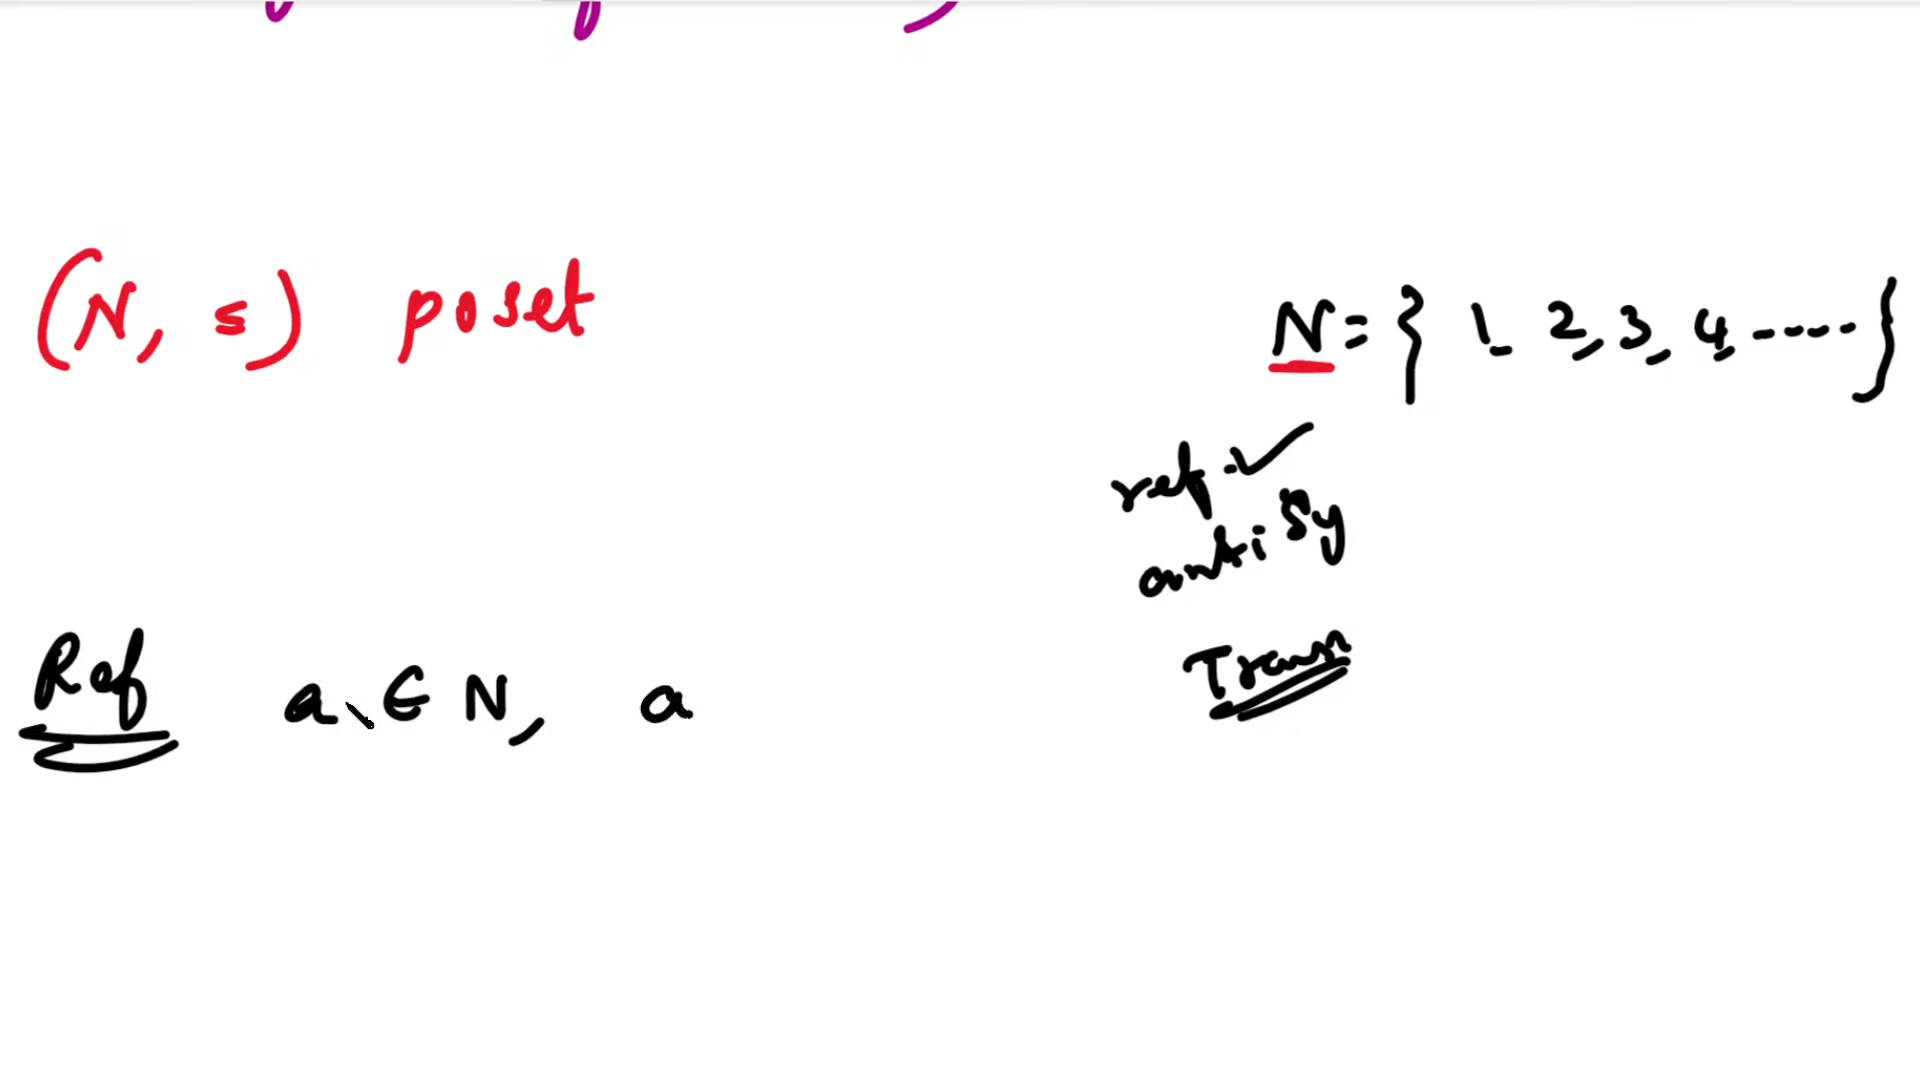 (N, ≤) poset
N = { 1, 2, 3, 4, ----- }
ref - ✓
anti Sy
Trans
Ref a ∈ N, a